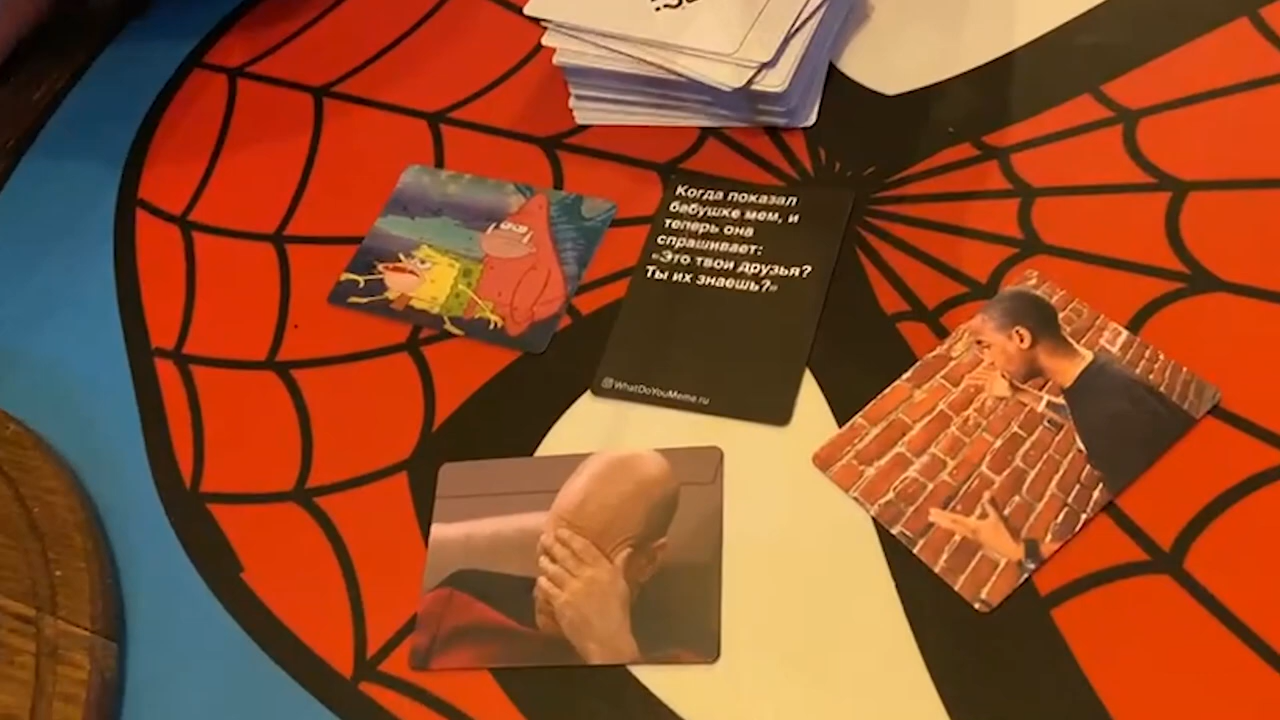 Когда показал
бабушке мем, и
теперь она
спрашивает:
«Это твои друзья?
Ты их знаешь?»
WhatDoYouMeme.ru